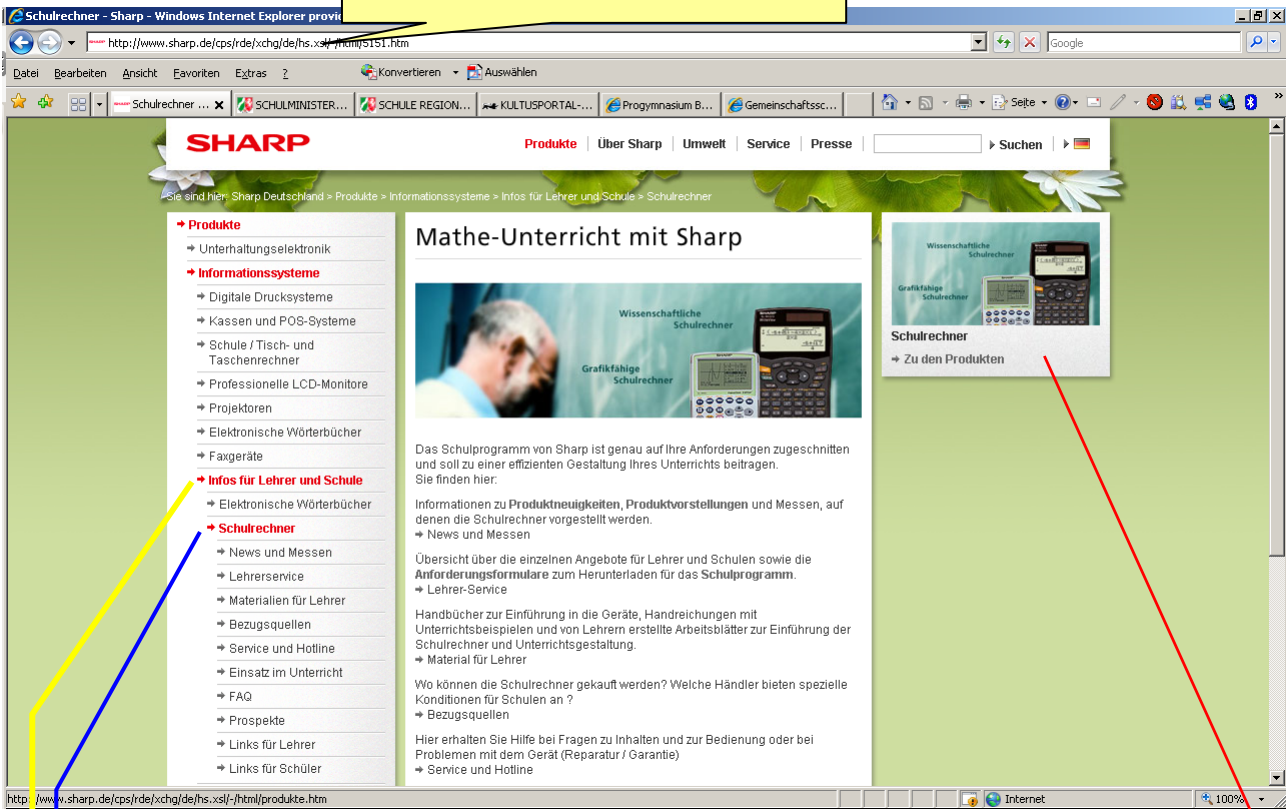 Schulrechner - Sharp - Windows Internet Explorer provi
http://www.sharp.de/cps/rde/xchg/de/hs.xsl/-/html/5151.htm
Google
Datei Bearbeiten Ansicht Favoriten Extras ?
Konvertieren Auswählen
Schulrechner ... SCHULMINISTER... SCHULE REGION... KULTUSPORTAL-... Progymnasium B... Gemeinschaftssc... Seite
SHARP
Produkte Über Sharp Umwelt Service Presse Suchen
Sie sind hier: Sharp Deutschland > Produkte > Informationssysteme > Infos für Lehrer und Schule > Schulrechner
Produkte
Unterhaltungselektronik
Informationssysteme
Digitale Drucksysteme
Kassen und POS-Systeme
Schule / Tisch- und
Taschenrechner
Professionelle LCD-Monitore
Projektoren
Elektronische Wörterbücher
Faxgeräte
Infos für Lehrer und Schule
Elektronische Wörterbücher
Schulrechner
News und Messen
Lehrerservice
Materialien für Lehrer
Bezugsquellen
Service und Hotline
Einsatz im Unterricht
FAQ
Prospekte
Links für Lehrer
Links für Schüler
Mathe-Unterricht mit Sharp
Wissenschaftliche
Schulrechner
Grafikfähige
Schulrechner
Das Schulprogramm von Sharp ist genau auf Ihre Anforderungen zugeschnitten
und soll zu einer effizienten Gestaltung Ihres Unterrichts beitragen.
Sie finden hier:
Informationen zu Produktneuigkeiten, Produktvorstellungen und Messen, auf
denen die Schulrechner vorgestellt werden.
News und Messen
Übersicht über die einzelnen Angebote für Lehrer und Schulen sowie die
Anforderungsformulare zum Herunterladen für das Schulprogramm.
Lehrer-Service
Handbücher zur Einführung in die Geräte, Handreichungen mit
Unterrichtsbeispielen und von Lehrern erstellte Arbeitsblätter zur Einführung der
Schulrechner und Unterrichtsgestaltung.
Material für Lehrer
Wo können die Schulrechner gekauft werden? Welche Händler bieten spezielle
Konditionen für Schulen an ?
Bezugsquellen
Hier erhalten Sie Hilfe bei Fragen zu Inhalten und zur Bedienung oder bei
Problemen mit dem Gerät (Reparatur / Garantie)
Service und Hotline
Wissenschaftliche
Schulrechner
Grafikfähige
Schulrechner
Schulrechner
Zu den Produkten
http://www.sharp.de/cps/rde/xchg/de/hs.xsl/-/html/produkte.htm
Internet
100%